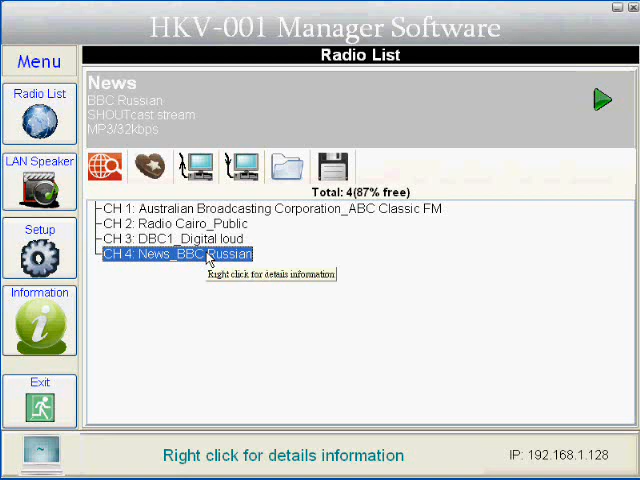 HKV-001 Manager Software
Menu
Radio List
Radio List
LAN Speaker
Setup
Information
Exit
News
BBC Russian
SHOUTcast stream
MP3/32kbps
Total: 4(87% free)
CH 1: Australian Broadcasting Corporation_ABC Classic FM
CH 2: Radio Cairo_Public
CH 3: DBC1_Digital loud
CH 4: News_BBC Russian
Right click for details information
Right click for details information
IP: 192.168.1.128